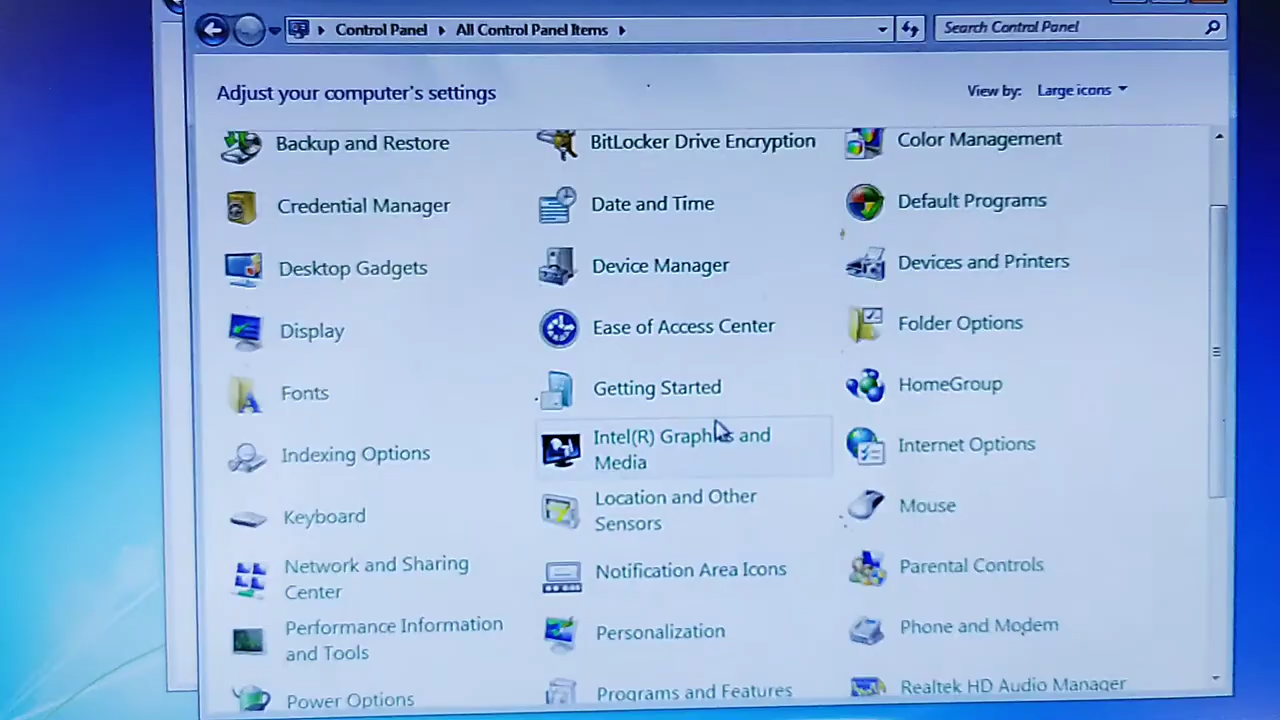 Control Panel All Control Panel Items
Search Control Panel
Adjust your computer's settings
View by: Large icons
Backup and Restore
BitLocker Drive Encryption
Color Management
Credential Manager
Date and Time
Default Programs
Desktop Gadgets
Device Manager
Devices and Printers
Display
Ease of Access Center
Folder Options
Fonts
Getting Started
HomeGroup
Indexing Options
Intel(R) Graphics and
Media
Internet Options
Keyboard
Location and Other
Sensors
Mouse
Network and Sharing
Center
Notification Area Icons
Parental Controls
Performance Information
and Tools
Personalization
Phone and Modem
Power Options
Programs and Features
Realtek HD Audio Manager